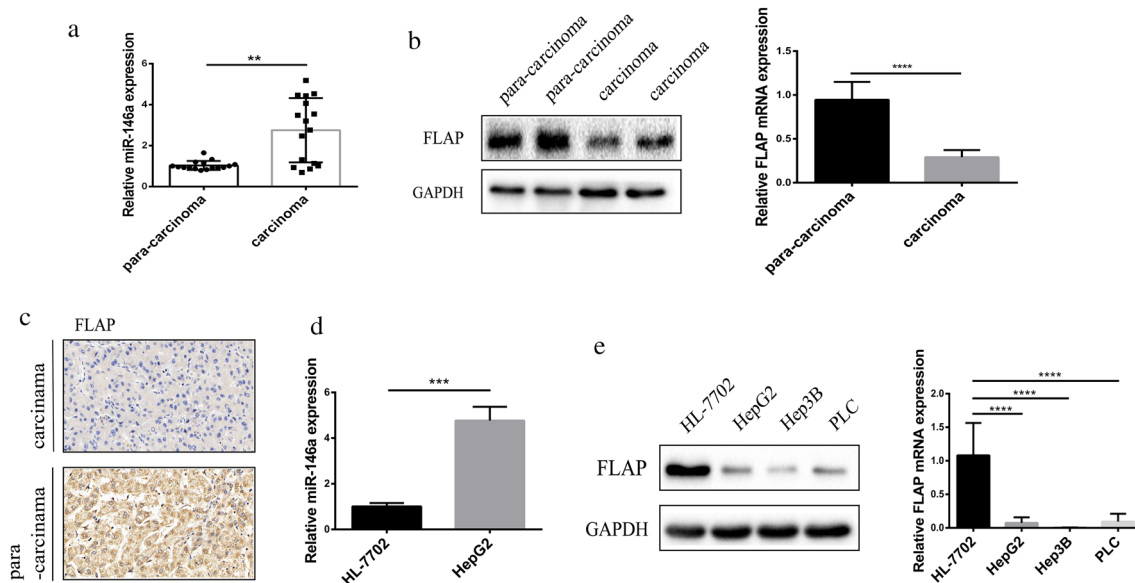 a
Relative miR-146a expression
6
4
2
0
**
para-carcinoma
carcinoma
b
para-carcinoma
para-carcinoma
carcinoma
carcinoma
FLAP
GAPDH
Relative FLAP mRNA expression
1.5
1.0
0.5
0.0
****
para-carcinoma
carcinoma
c
FLAP
carcinama
para
-carcinama
d
Relative miR-146a expression
6
4
2
0
***
HL-7702
HepG2
e
HL-7702
HepG2
Hep3B
PLC
FLAP
GAPDH
Relative FLAP mRNA expression
2.0
1.5
1.0
0.5
0.0
****
****
****
HL-7702
HepG2
Hep3B
PLC